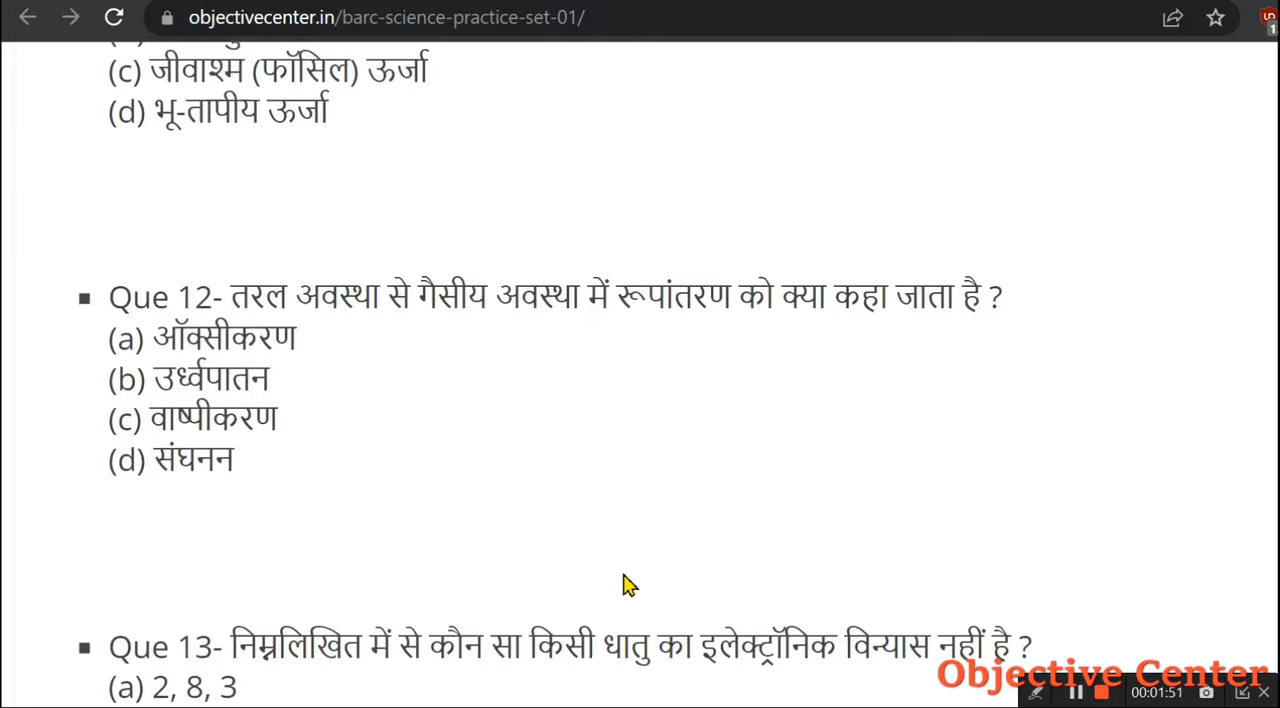 objectivecenter.in/barc-science-practice-set-01/
(c) जीवाश्म (फॉसिल) ऊर्जा
(d) भू-तापीय ऊर्जा
Que 12- तरल अवस्था से गैसीय अवस्था में रूपांतरण को क्या कहा जाता है ?
(a) ऑक्सीकरण
(b) उर्ध्वपातन
(c) वाष्पीकरण
(d) संघनन
Que 13- निम्नलिखित में से कौन सा किसी धातु का इलेक्ट्रॉनिक विन्यास नहीं है ?
(a) 2, 8, 3
Objective Center
00:01:51